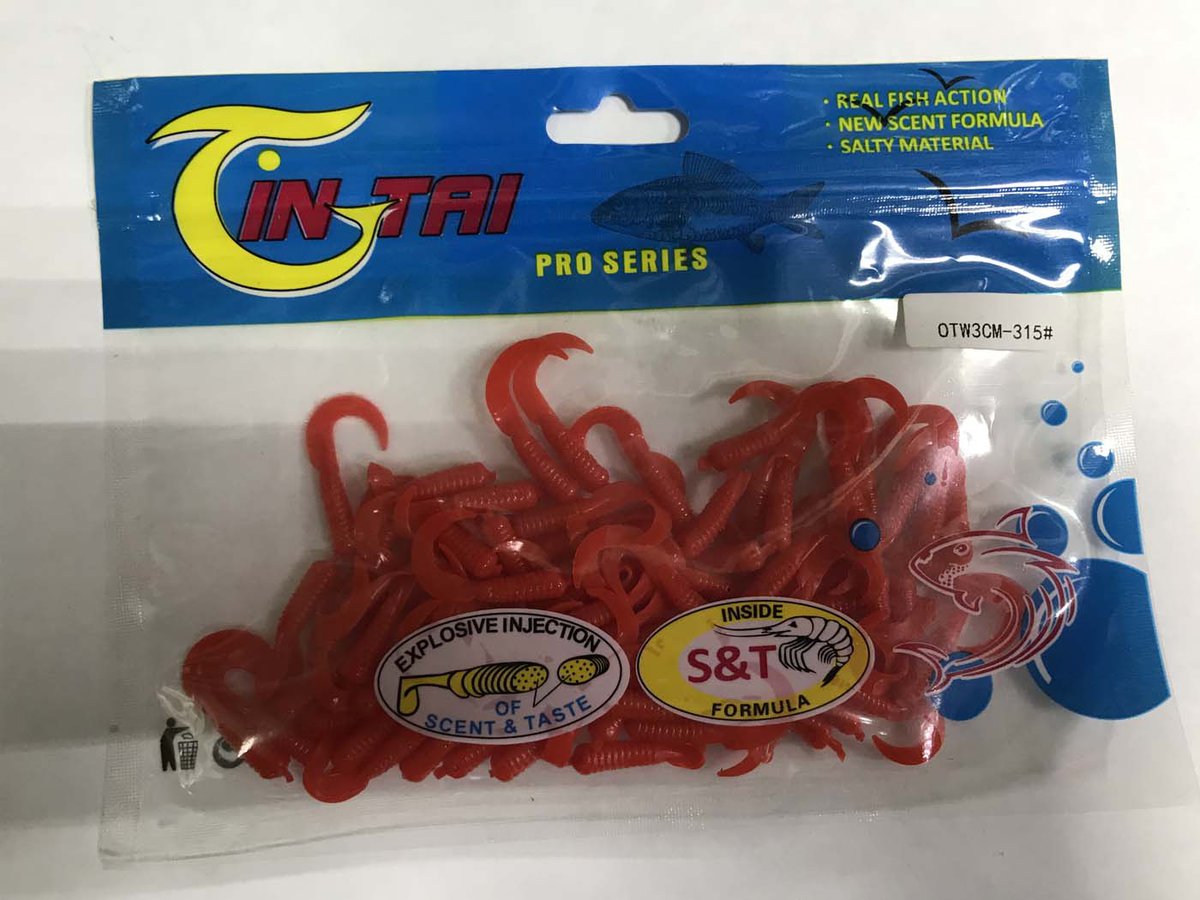 TIN-TAI
· REAL FISH ACTION
· NEW SCENT FORMULA
· SALTY MATERIAL
PRO SERIES
OTW3CM-315#
EXPLOSIVE INJECTION
OF
SCENT & TASTE
INSIDE
S&T
FORMULA